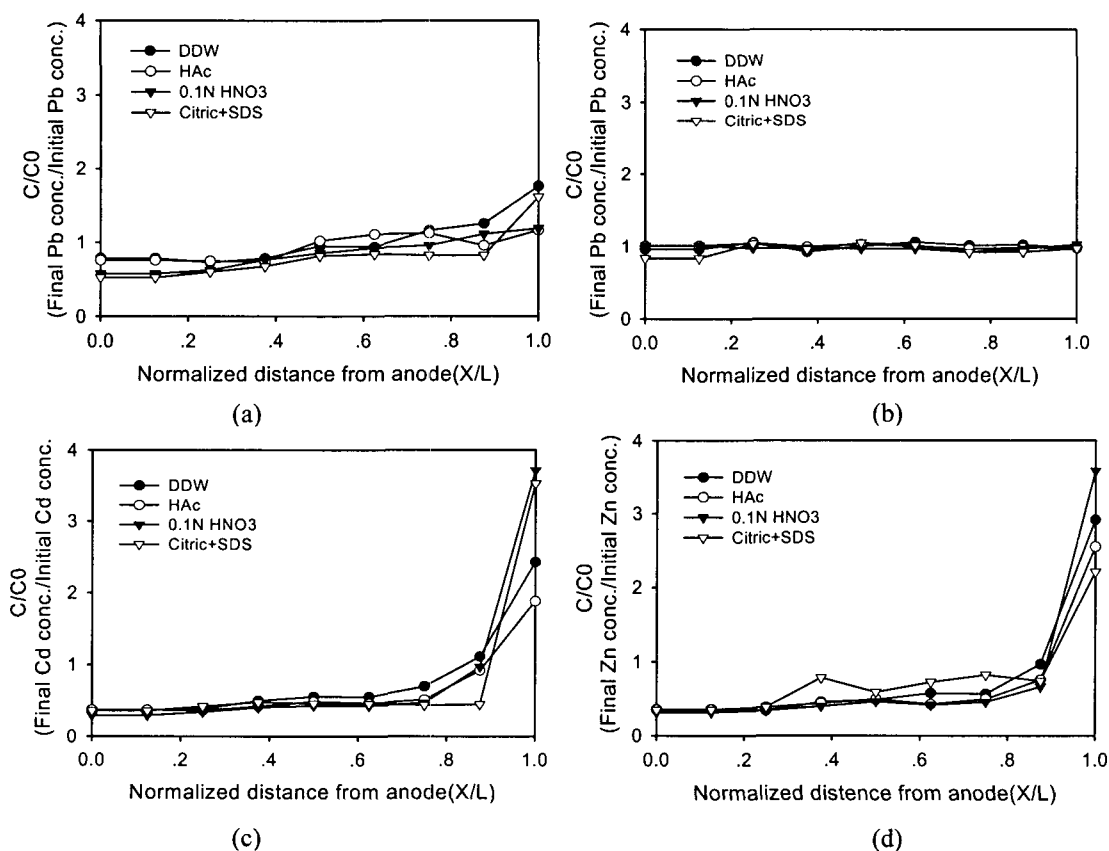 4
3
2
1
0
C/C0
(Final Pb conc./Initial Pb conc.)
DDW
HAc
0.1N HNO3
Citric+SDS
0.0 .2 .4 .6 .8 1.0
Normalized distance from anode(X/L)
(a)
4
3
2
1
0
C/C0
(Final Pb conc./Initial Pb conc.)
DDW
HAc
0.1N HNO3
Citric+SDS
0.0 .2 .4 .6 .8 1.0
Normalized distance from anode(X/L)
(b)
4
3
2
1
0
C/C0
(Final Cd conc./Initial Cd conc.
DDW
HAc
0.1N HNO3
Citric+SDS
0.0 .2 .4 .6 .8 1.0
Normalized distance from anode(X/L)
(c)
4
3
2
1
0
C/C0
(Final Zn conc./Initial Zn conc.)
DDW
HAc
0.1N HNO3
Citric+SDS
0.0 .2 .4 .6 .8 1.0
Normalized distence from anode(X/L)
(d)